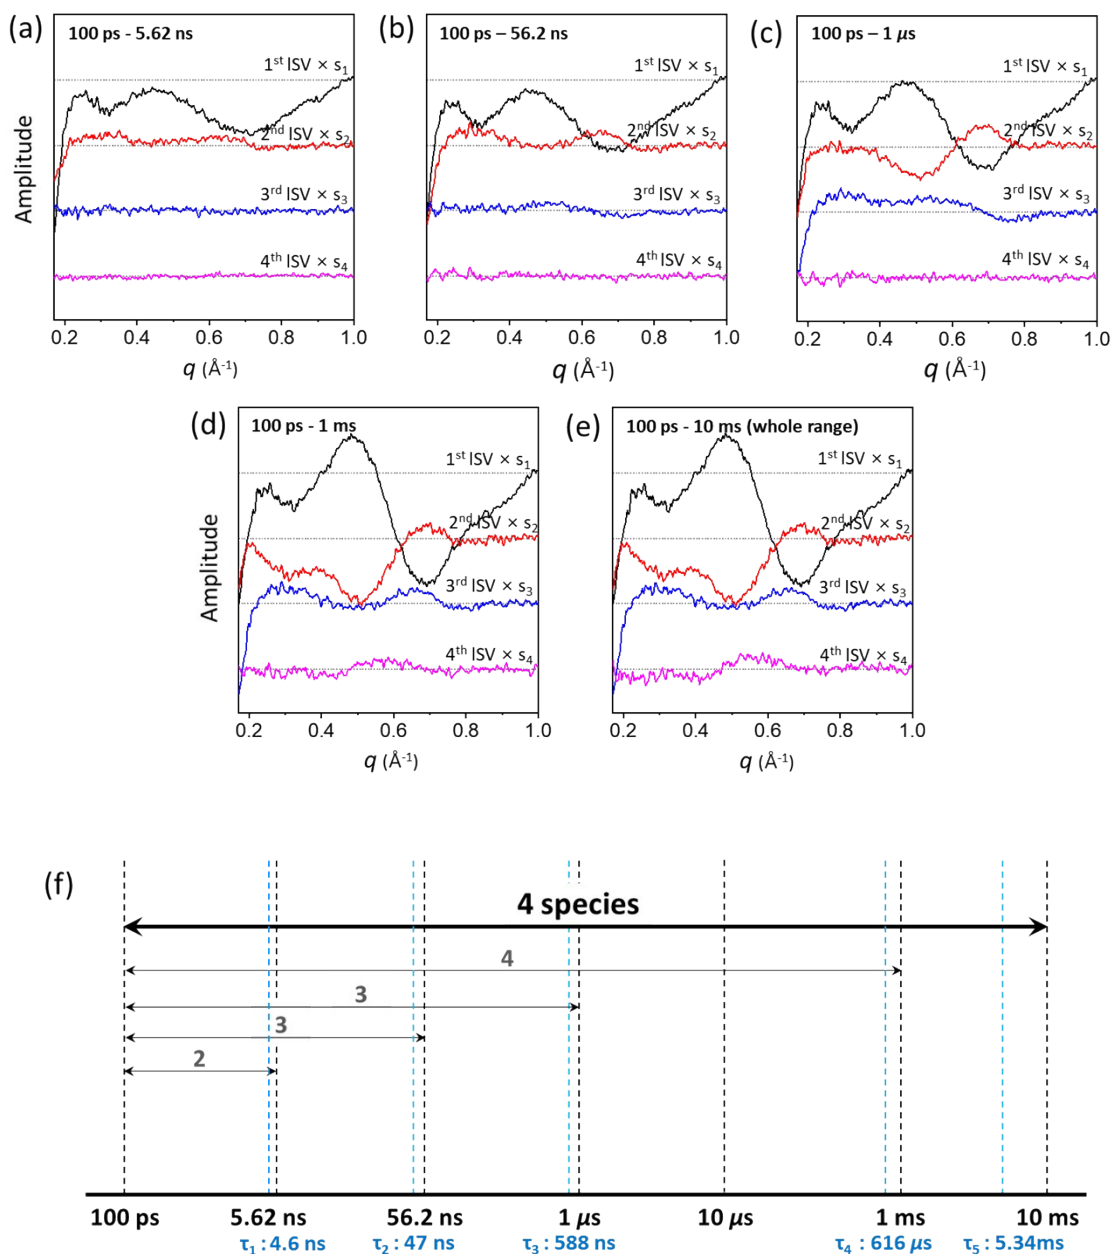 (a)
100 ps - 5.62 ns
1st ISV × s1
2nd ISV × s2
3rd ISV × s3
4th ISV × s4
Amplitude
0.2 0.4 0.6 0.8 1.0
q (Å-1)
(b)
100 ps – 56.2 ns
1st ISV × s1
2nd ISV × s2
3rd ISV × s3
4th ISV × s4
0.2 0.4 0.6 0.8 1.0
q (Å-1)
(c)
100 ps – 1 µs
1st ISV × s1
2nd ISV × s2
3rd ISV × s3
4th ISV × s4
0.2 0.4 0.6 0.8 1.0
q (Å-1)
(d)
100 ps - 1 ms
1st ISV × s1
2nd ISV × s2
3rd ISV × s3
4th ISV × s4
Amplitude
0.2 0.4 0.6 0.8 1.0
q (Å-1)
(e)
100 ps - 10 ms (whole range)
1st ISV × s1
2nd ISV × s2
3rd ISV × s3
4th ISV × s4
0.2 0.4 0.6 0.8 1.0
q (Å-1)
(f)
4 species
4
3
3
2
100 ps 5.62 ns 56.2 ns 1 µs 10 µs 1 ms 10 ms
τ1 : 4.6 ns τ2 : 47 ns τ3 : 588 ns τ4 : 616 µs τ5 : 5.34ms